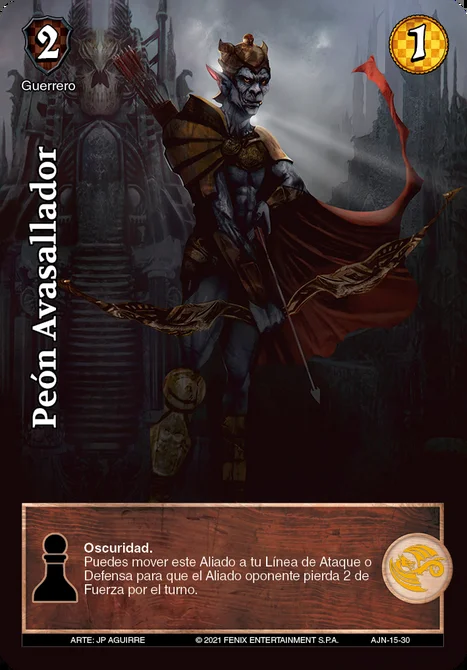 2
1
Guerrero
Peón Avasallador
Oscuridad.
Puedes mover este Aliado a tu Línea de Ataque o
Defensa para que el Aliado oponente pierda 2 de
Fuerza por el turno.
ARTE: JP AGUIRRE
© 2021 FENIX ENTERTAINMENT S.P.A.
AJN-15-30